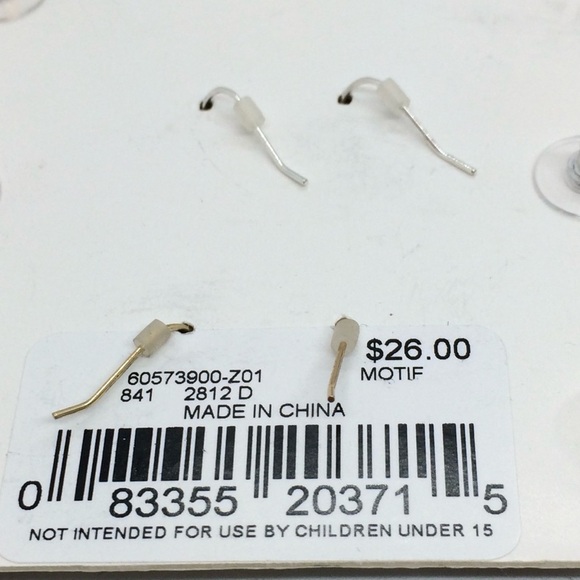 $26.00
60573900-Z01 MOTIF
841 2812 D
MADE IN CHINA
0 83355 20371 5
NOT INTENDED FOR USE BY CHILDREN UNDER 15